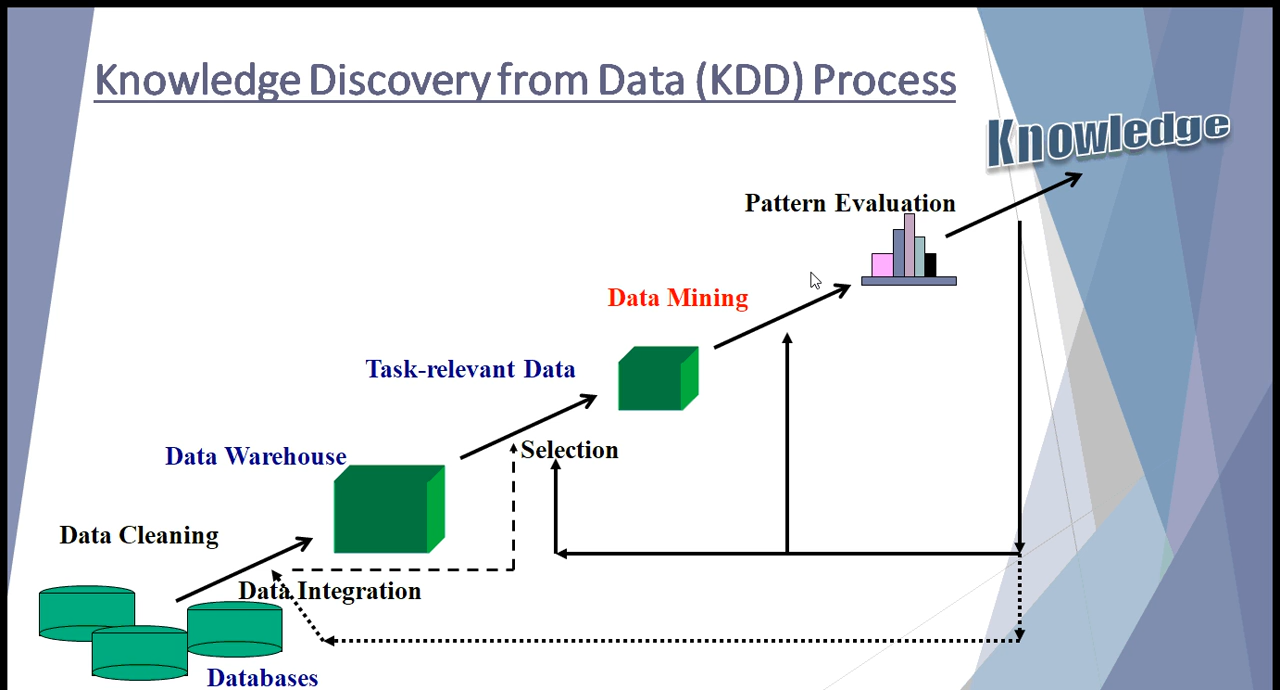 Knowledge Discovery from Data (KDD) Process
Knowledge
Pattern Evaluation
Data Mining
Task-relevant Data
Selection
Data Warehouse
Data Cleaning
Data Integration
Databases